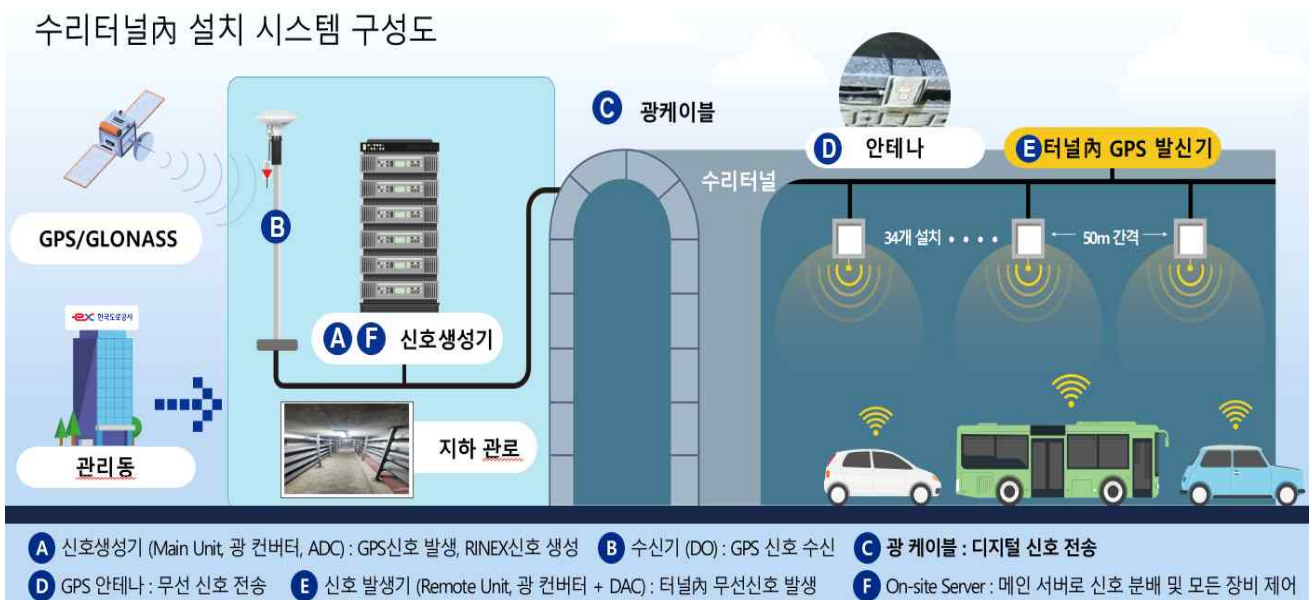 수리터널內 설치 시스템 구성도
C 광케이블
D 안테나
E 터널內 GPS 발신기
수리터널
B
GPS/GLONASS
34개 설치
50m 간격
ex 한국도로공사
A F 신호생성기
지하 관로
관리동
A 신호생성기 (Main Unit, 광 컨버터, ADC) : GPS신호 발생, RINEX신호 생성 B 수신기 (DO) : GPS 신호 수신 C 광 케이블 : 디지털 신호 전송
D GPS 안테나 : 무선 신호 전송 E 신호 발생기 (Remote Unit, 광 컨버터 + DAC) : 터널內 무선신호 발생 F On-site Server : 메인 서버로 신호 분배 및 모든 장비 제어